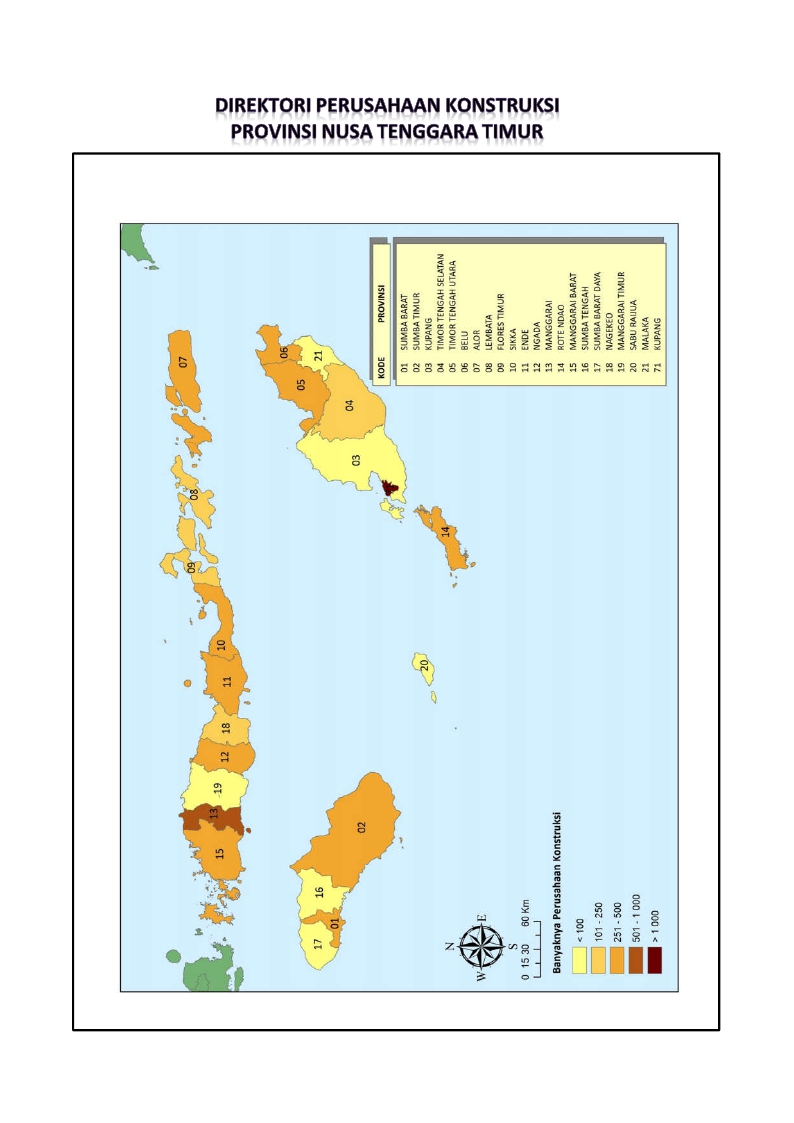 DIREKTORI PERUSAHAAN KONSTRUKSI
PROVINSI NUSA TENGGARA TIMUR
KODE PROVINSI
01 SUMBA BARAT
02 SUMBA TIMUR
03 KUPANG
04 TIMOR TENGAH SELATAN
05 TIMOR TENGAH UTARA
06 BELU
07 ALOR
08 LEMBATA
09 FLORES TIMUR
10 SIKKA
11 ENDE
12 NGADA
13 MANGGARAI
14 ROTE NDAO
15 MANGGARAI BARAT
16 SUMBA TENGAH
17 SUMBA BARAT DAYA
18 NAGEKEO
19 MANGGARAI TIMUR
20 SABU RAIJUA
21 MALAKA
71 KUPANG
15
13
19
12
18
11
10
09
08
07
17
01
16
02
20
14
03
04
05
06
21
N
W E
S
0 15 30 60 Km
Banyaknya Perusahaan Konstruksi
< 100
101 - 250
251 - 500
501 - 1 000
> 1 000